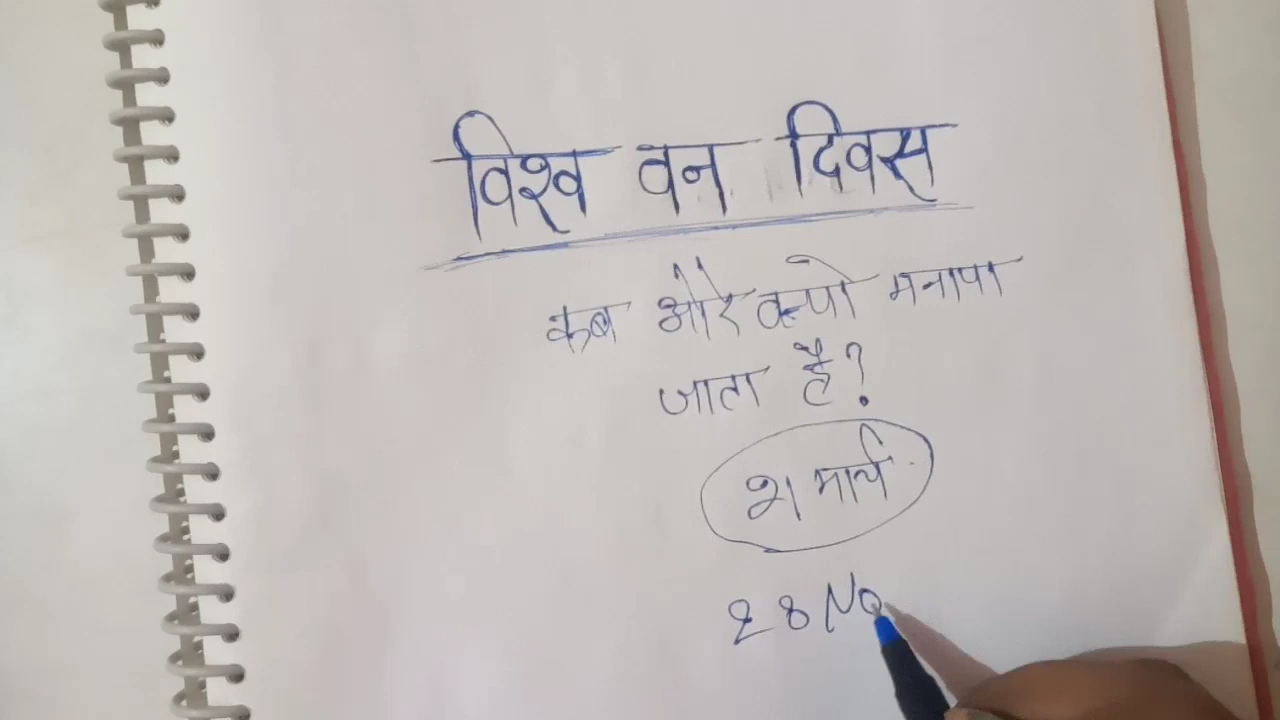 विश्व वन दिवस
कब और क्यो मनाया
जाता है?
21 मार्च
28 No